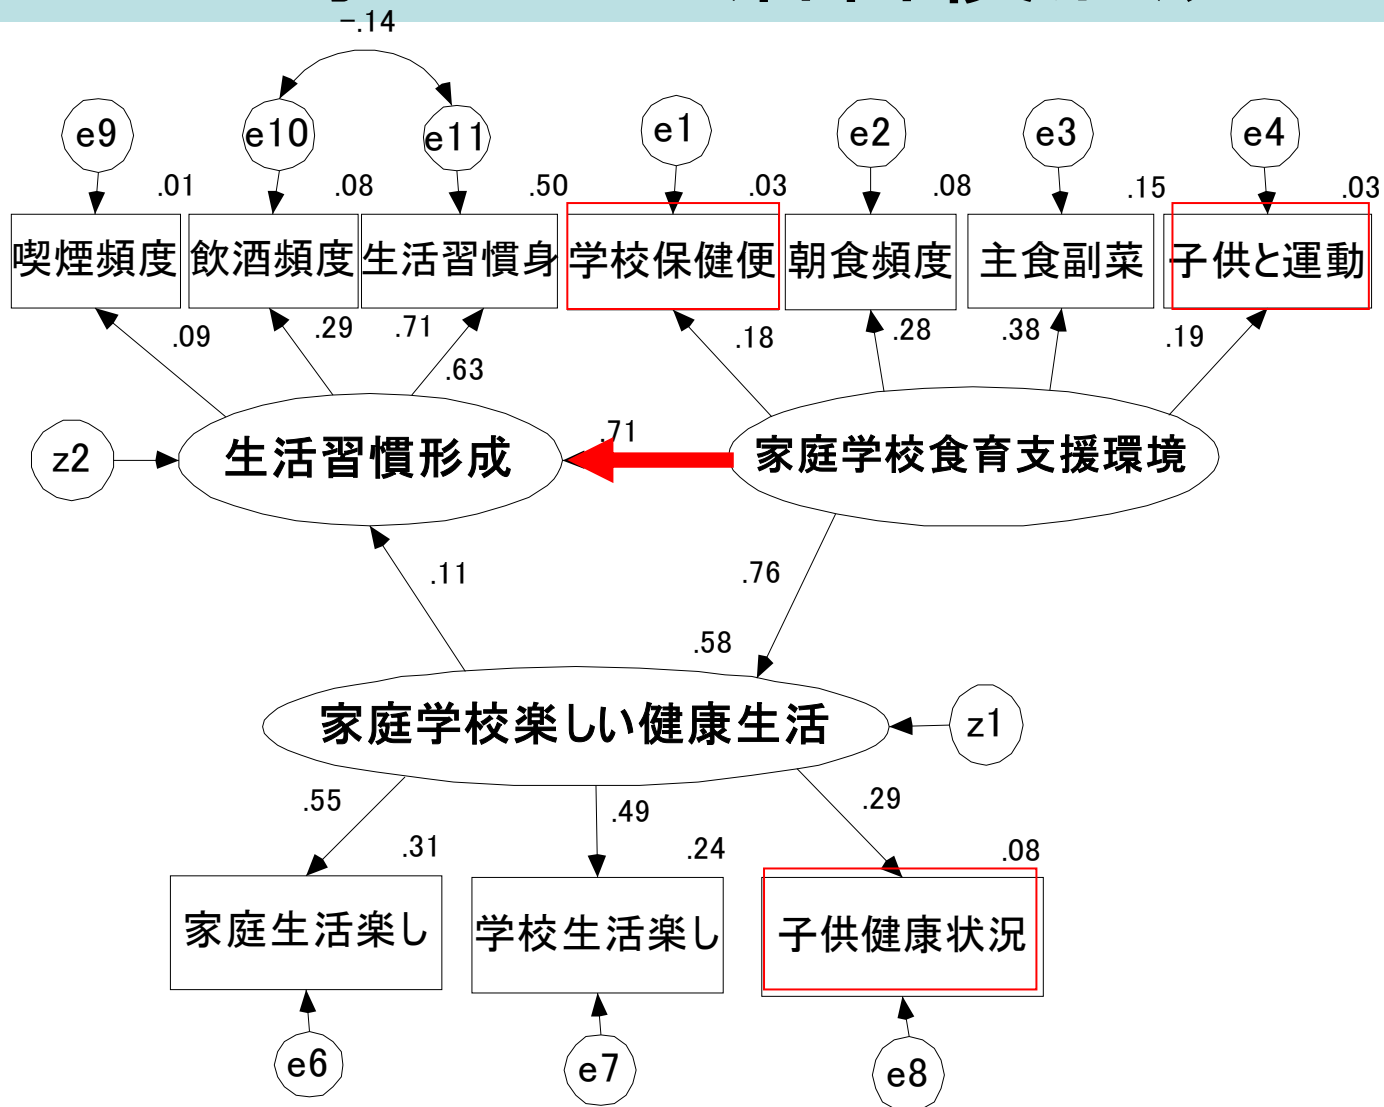 -.14
e9 e10 e11 e1 e2 e3 e4
.01 .08 .50 .03 .08 .15 .03
喫煙頻度 飲酒頻度 生活習慣身 学校保健便 朝食頻度 主食副菜 子供と運動
.09 .29 .71 .18 .28 .38 .19
.63
.71
z2 生活習慣形成 家庭学校食育支援環境
.11 .76
.58
家庭学校楽しい健康生活 z1
.55 .49 .29
.31 .24 .08
家庭生活楽し 学校生活楽し 子供健康状況
e6 e7 e8